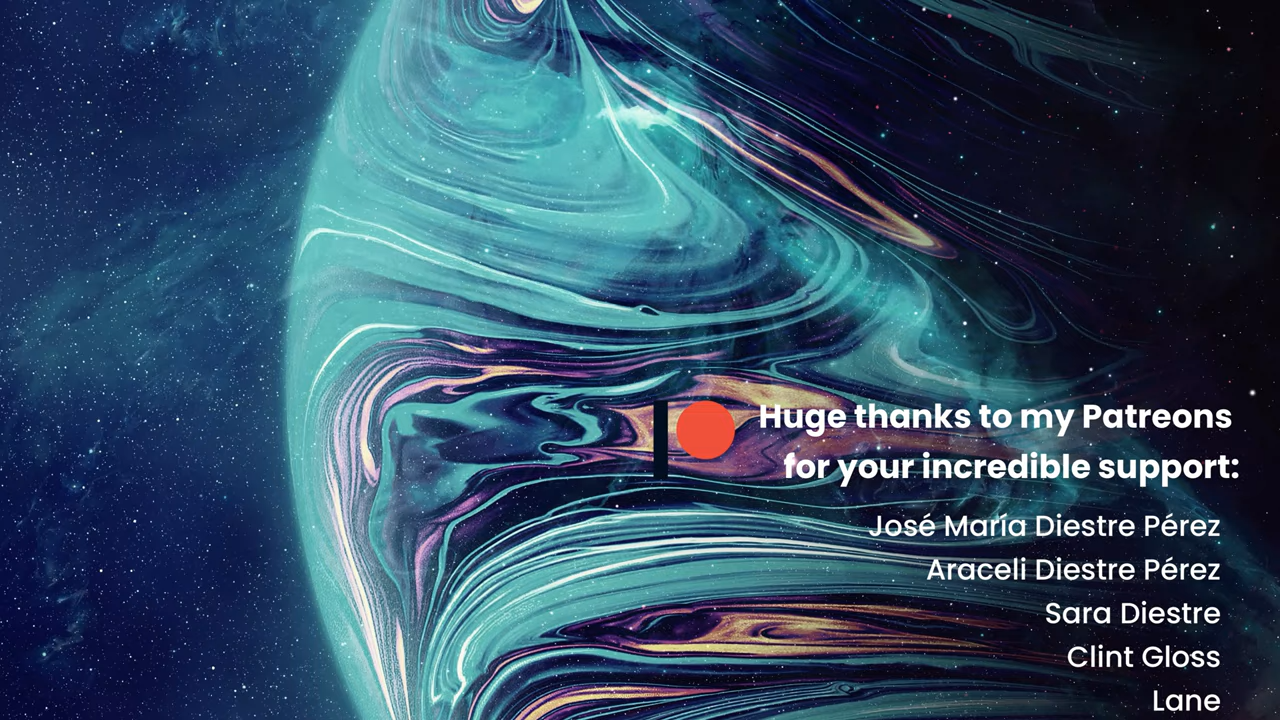 Huge thanks to my Patreons
for your incredible support:
José María Diestre Pérez
Araceli Diestre Pérez
Sara Diestre
Clint Gloss
Lane